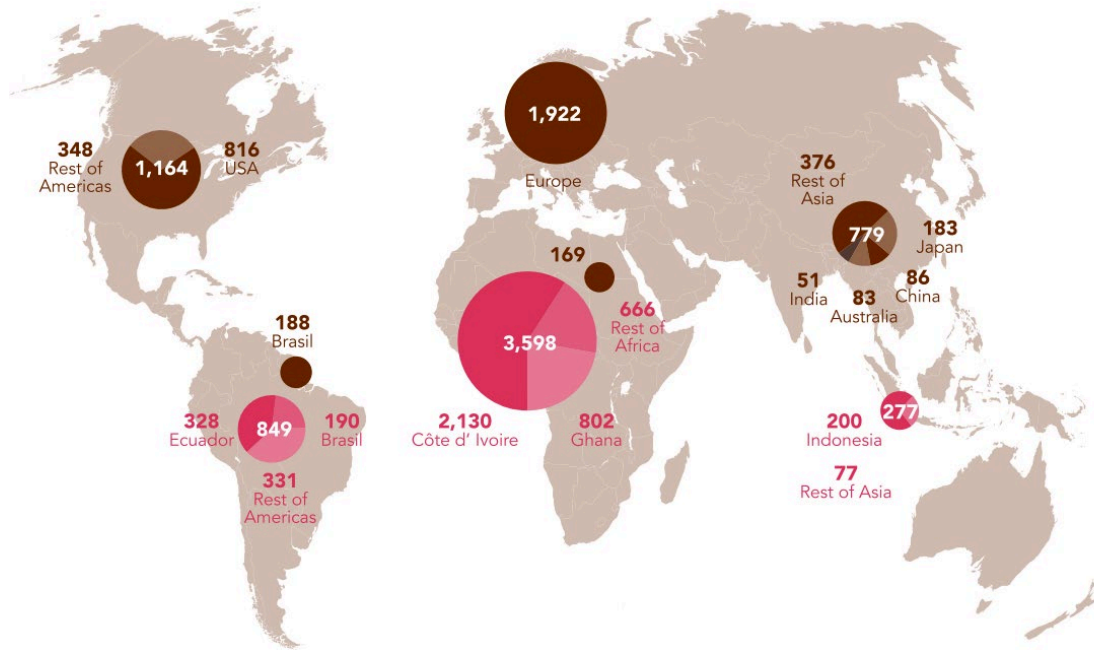 1,922
Europe
348
Rest of
Americas
1,164
816
USA
376
Rest of
Asia
779
183
Japan
51
India
83
Australia
86
China
169
188
Brasil
3,598
666
Rest of
Africa
2,130
Côte d' Ivoire
802
Ghana
328
Ecuador
849
190
Brasil
331
Rest of
Americas
277
200
Indonesia
77
Rest of Asia